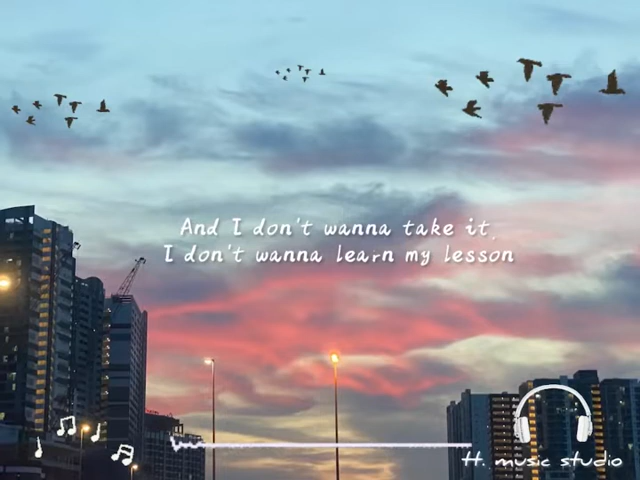 And I don't wanna take it,
I don't wanna learn my lesson
H. music studio